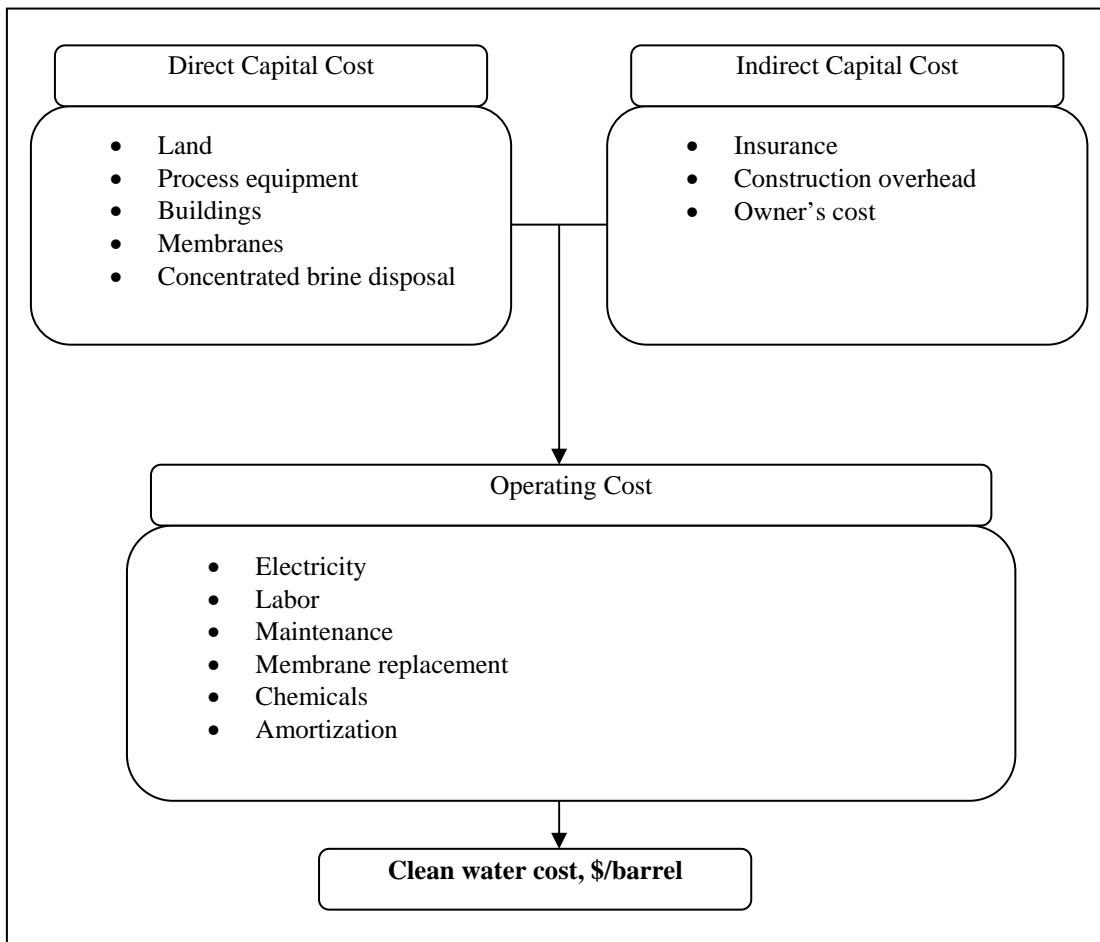 Direct Capital Cost
• Land
• Process equipment
• Buildings
• Membranes
• Concentrated brine disposal
Indirect Capital Cost
• Insurance
• Construction overhead
• Owner’s cost
Operating Cost
• Electricity
• Labor
• Maintenance
• Membrane replacement
• Chemicals
• Amortization
Clean water cost, $/barrel